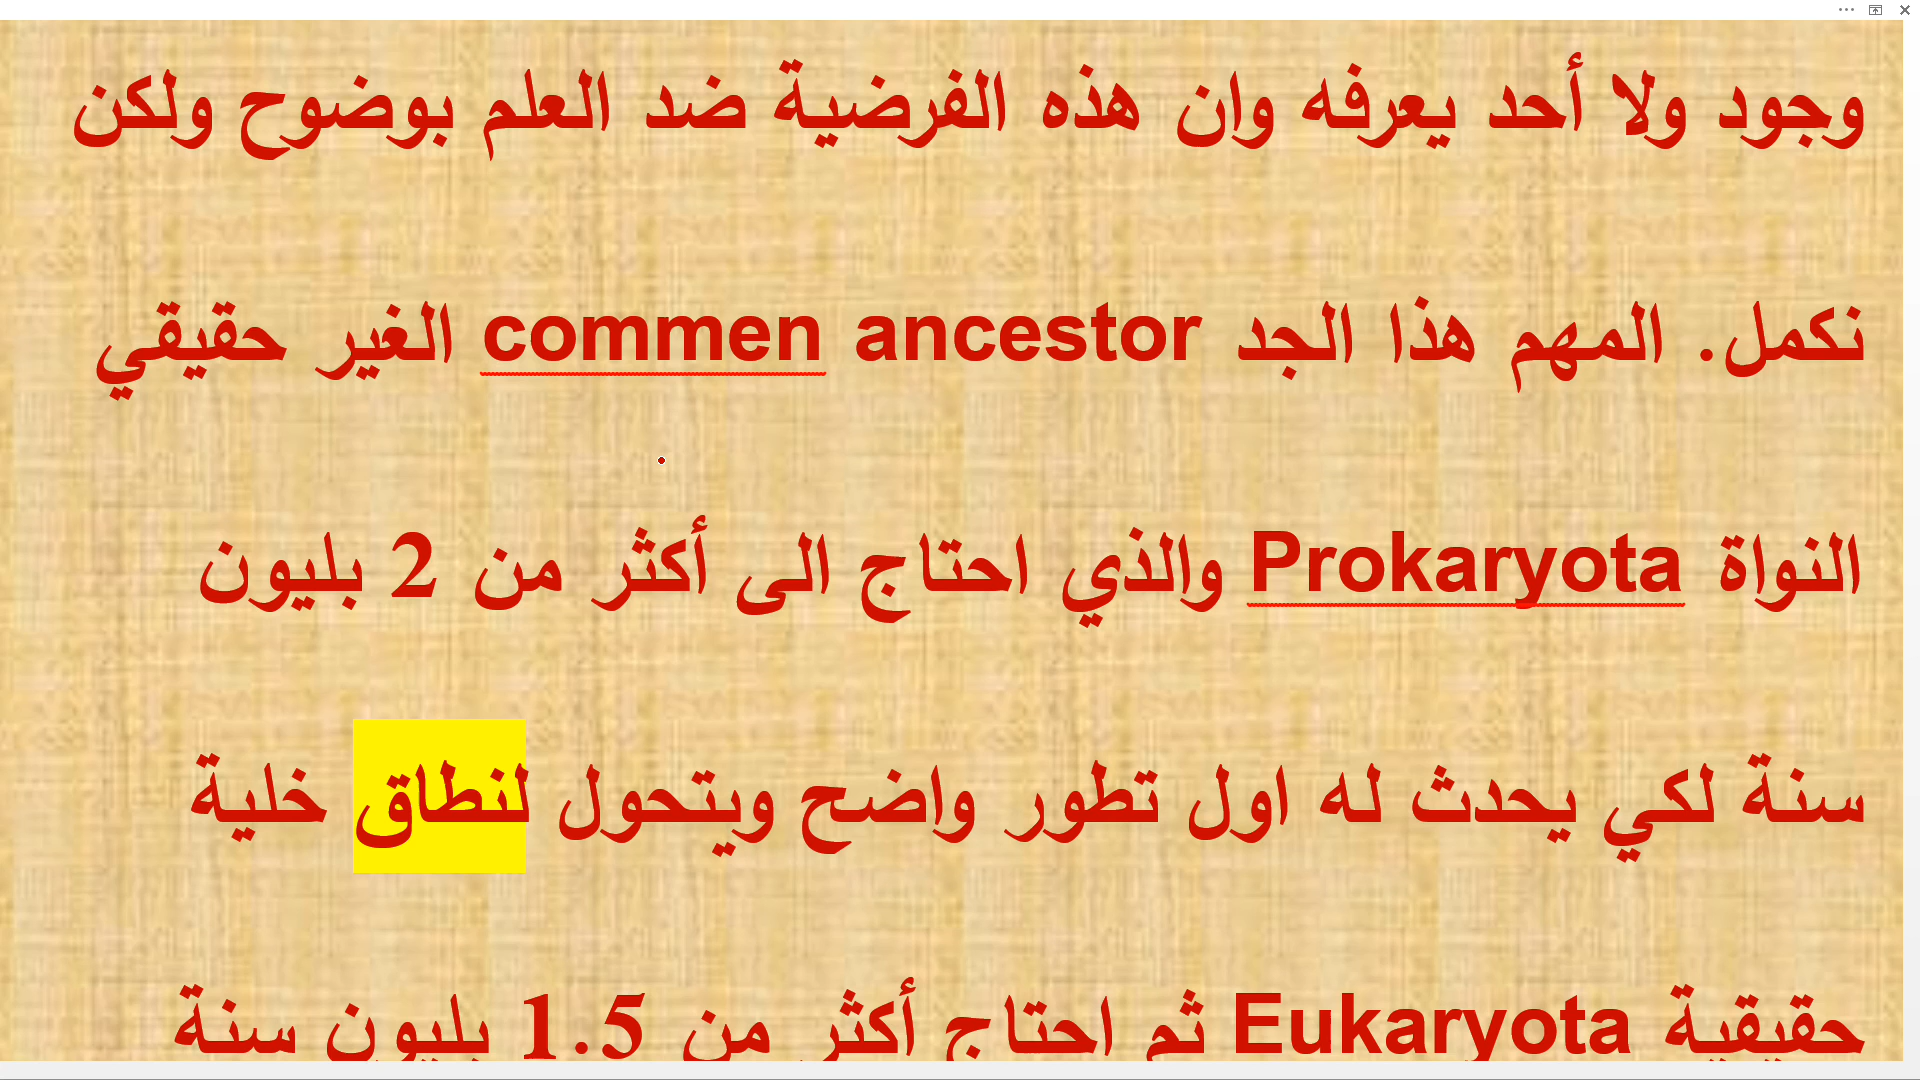 وجود ولا أحد يعرفه وان هذه الفرضية ضد العلم بوضوح ولكن
نكمل. المهم هذا الجد commen ancestor الغير حقيقي
النواة Prokaryota والذي احتاج الى أكثر من 2 بليون
سنة لكي يحدث له اول تطور واضح ويتحول لنطاق خلية
حقيقية Eukaryota ثم احتاج أكثر من 1.5 بليون سنة